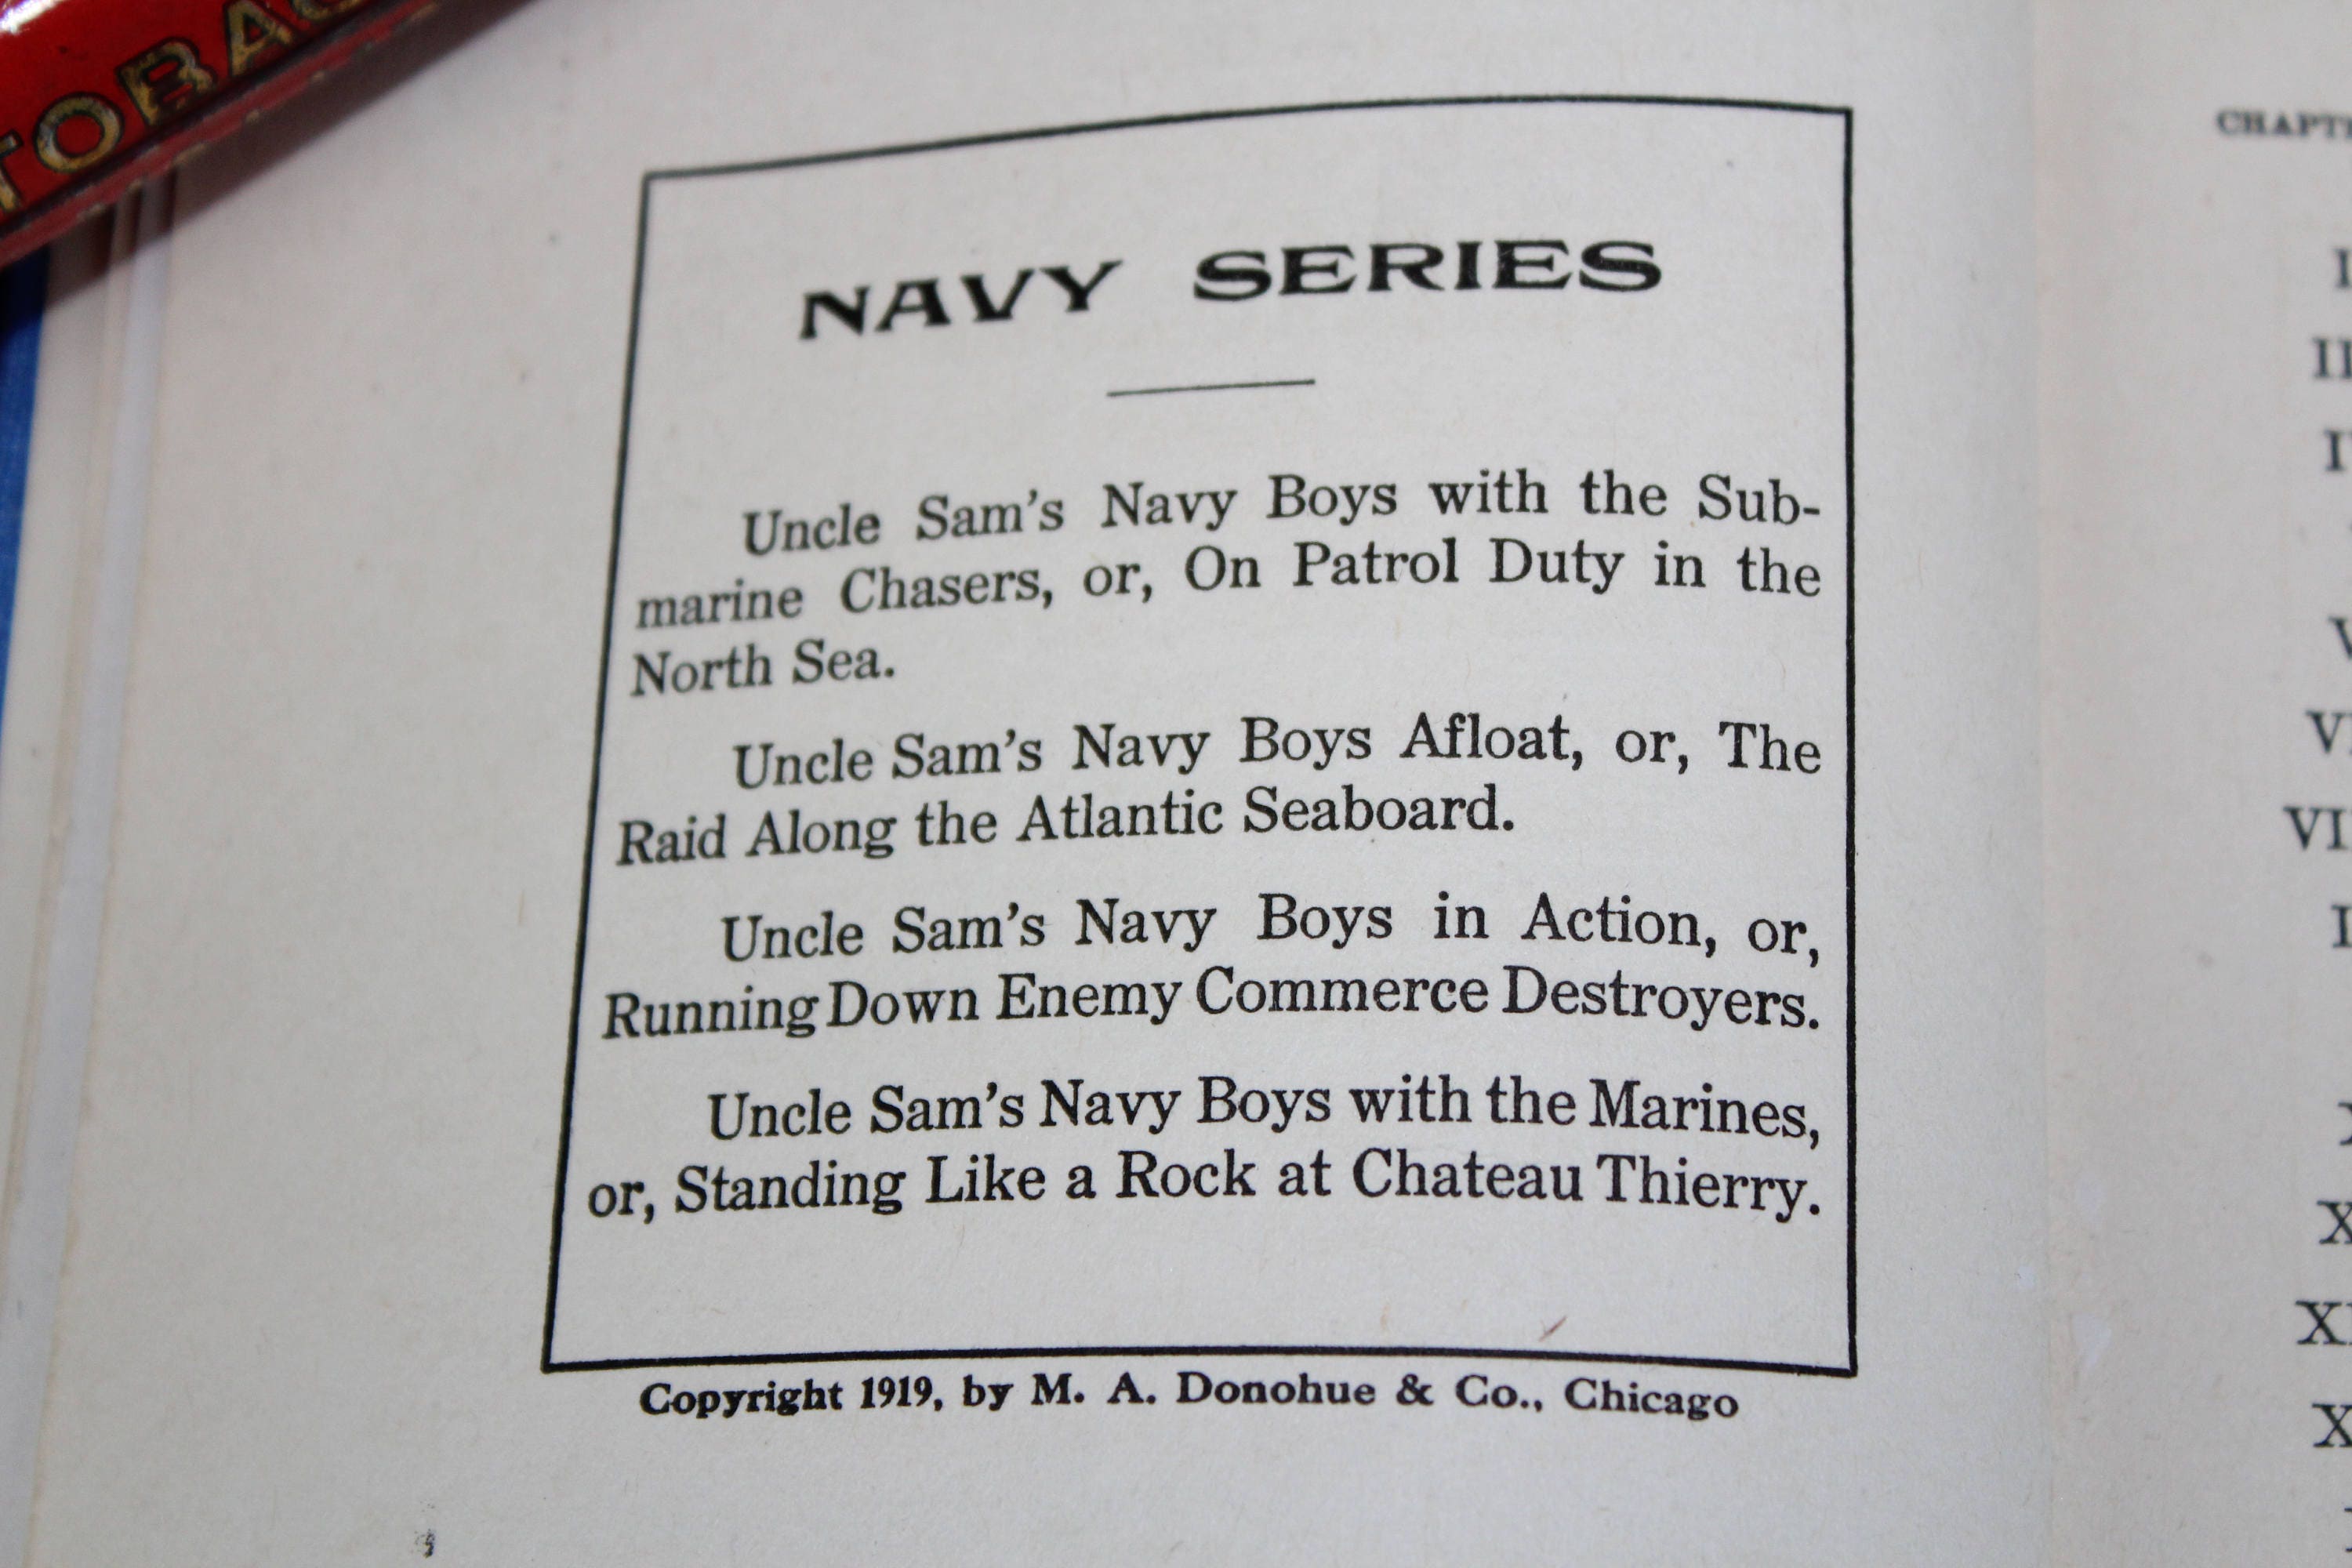 TOBAC
NAVY SERIES
Uncle Sam's Navy Boys with the Sub-
marine Chasers, or, On Patrol Duty in the
North Sea.
Uncle Sam's Navy Boys Afloat, or, The
Raid Along the Atlantic Seaboard.
Uncle Sam's Navy Boys in Action, or,
Running Down Enemy Commerce Destroyers.
Uncle Sam's Navy Boys with the Marines,
or, Standing Like a Rock at Chateau Thierry.
Copyright 1919, by M. A. Donohue & Co., Chicago
CHAPT